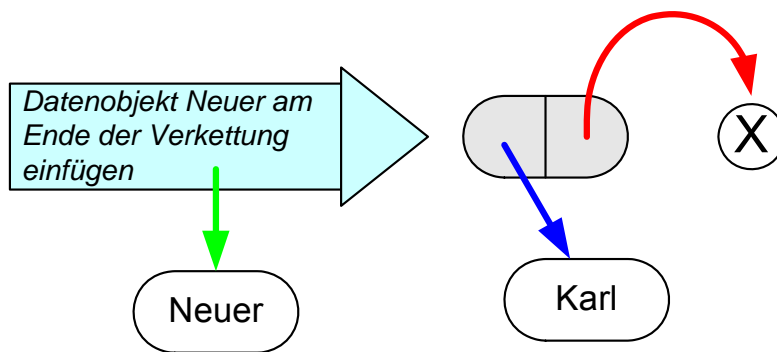 Datenobjekt Neuer am
Ende der Verkettung
einfügen
X
Neuer
Karl